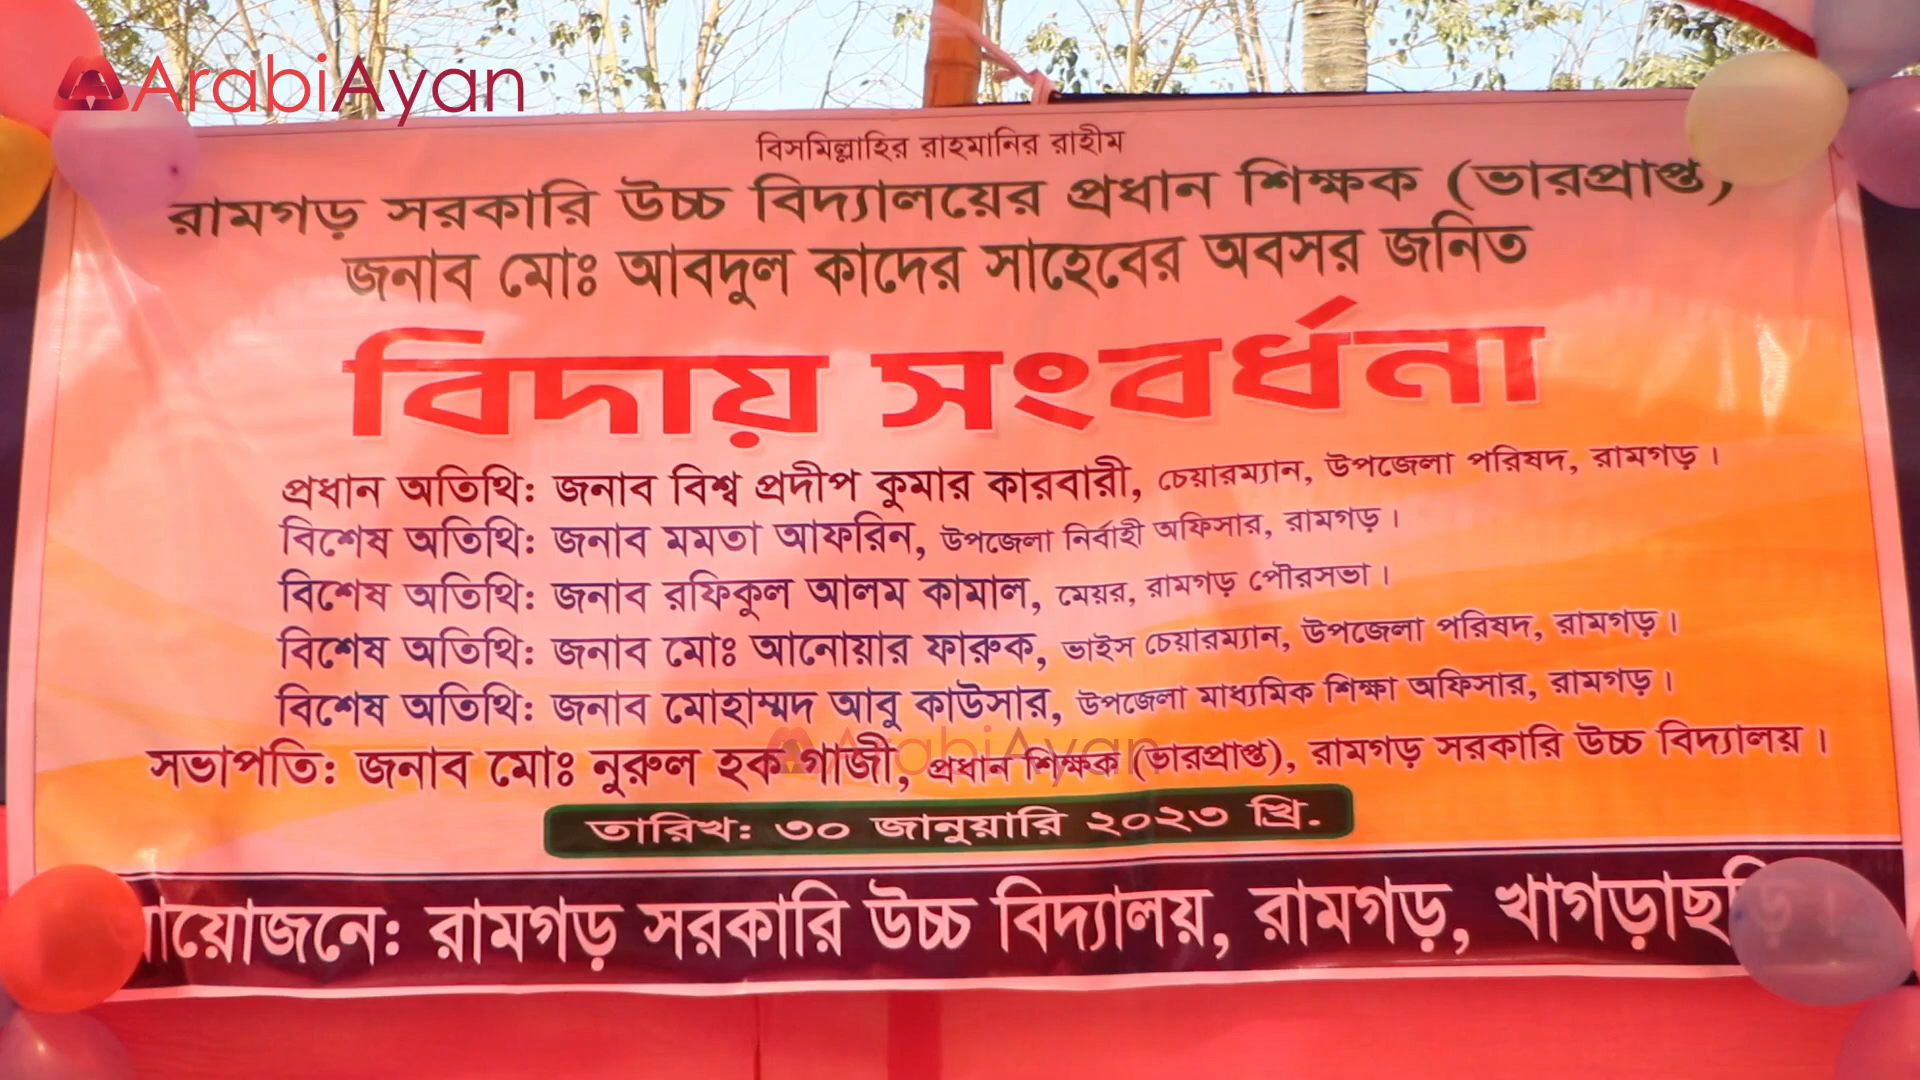 ArabiAyan
বিসমিল্লাহির রাহমানির রাহীম
রামগড় সরকারি উচ্চ বিদ্যালয়ের প্রধান শিক্ষক (ভারপ্রাপ্ত)
জনাব মোঃ আবদুল কাদের সাহেবের অবসর জনিত
বিদায় সংবর্ধনা
প্রধান অতিথি: জনাব বিশ্ব প্রদীপ কুমার কারবারী, চেয়ারম্যান, উপজেলা পরিষদ, রামগড়।
বিশেষ অতিথি: জনাব মমতা আফরিন, উপজেলা নির্বাহী অফিসার, রামগড়।
বিশেষ অতিথি: জনাব রফিকুল আলম কামাল, মেয়র, রামগড় পৌরসভা।
বিশেষ অতিথি: জনাব মোঃ আনোয়ার ফারুক, ভাইস চেয়ারম্যান, উপজেলা পরিষদ, রামগড়।
বিশেষ অতিথি: জনাব মোহাম্মদ আবু কাউসার, উপজেলা মাধ্যমিক শিক্ষা অফিসার, রামগড়।
ArabiAyan
সভাপতি: জনাব মোঃ নুরুল হক গাজী, প্রধান শিক্ষক (ভারপ্রাপ্ত), রামগড় সরকারি উচ্চ বিদ্যালয়।
তারিখ: ৩০ জানুয়ারি ২০২৩ খ্রি.
য়োজনে: রামগড় সরকারি উচ্চ বিদ্যালয়, রামগড়, খাগড়াছড়ি